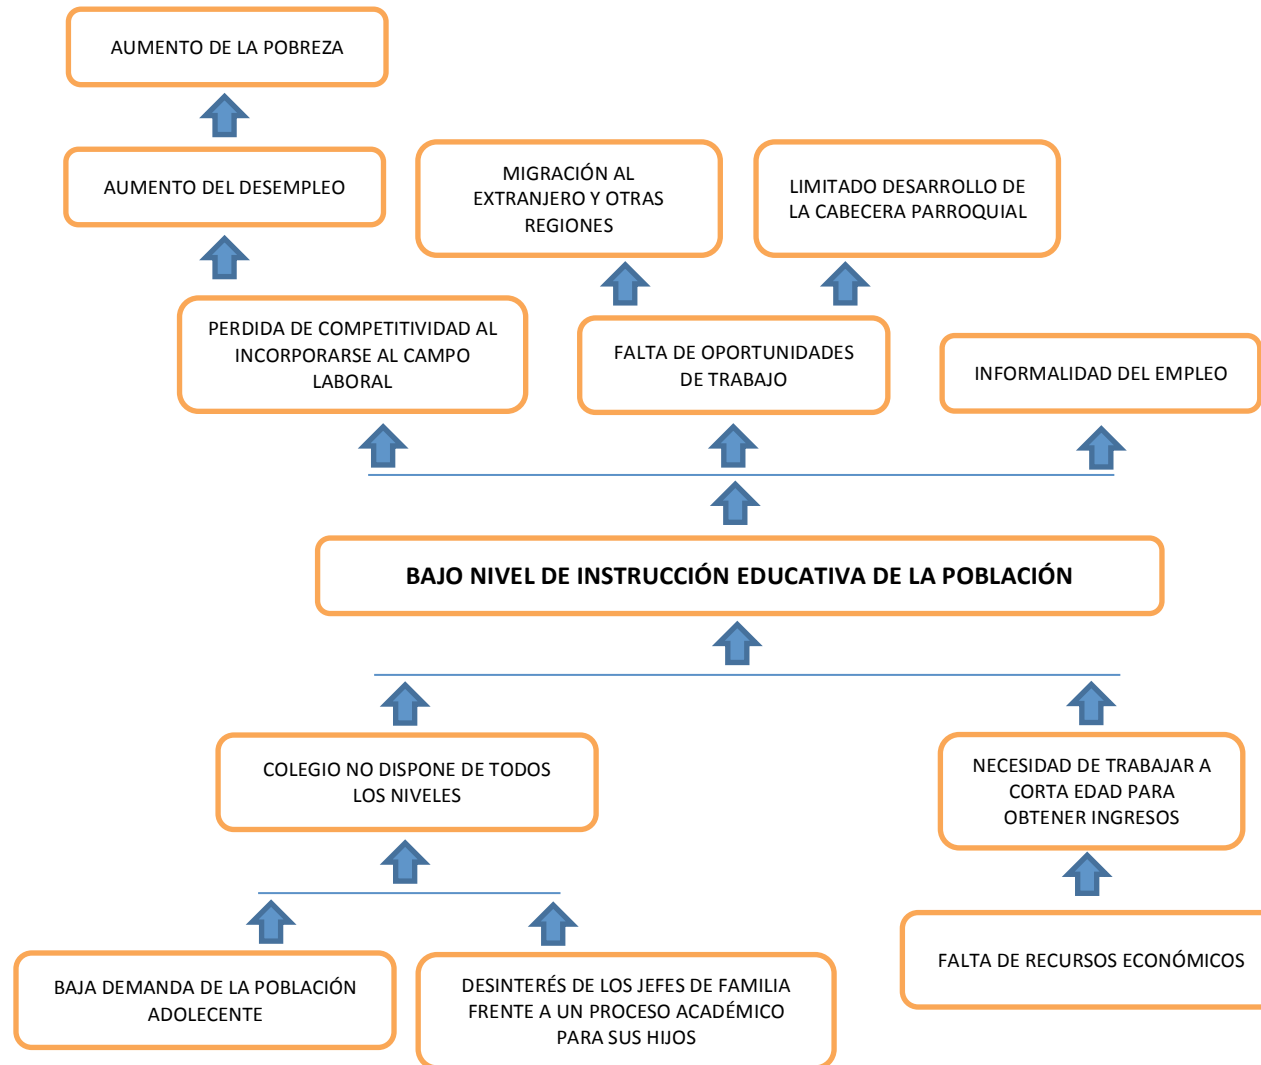 AUMENTO DE LA POBREZA
AUMENTO DEL DESEMPLEO
MIGRACIÓN AL
EXTRANJERO Y OTRAS
REGIONES
LIMITADO DESARROLLO DE
LA CABECERA PARROQUIAL
PERDIDA DE COMPETITIVIDAD AL
INCORPORARSE AL CAMPO
LABORAL
FALTA DE OPORTUNIDADES
DE TRABAJO
INFORMALIDAD DEL EMPLEO
BAJO NIVEL DE INSTRUCCIÓN EDUCATIVA DE LA POBLACIÓN
COLEGIO NO DISPONE DE TODOS
LOS NIVELES
NECESIDAD DE TRABAJAR A
CORTA EDAD PARA
OBTENER INGRESOS
BAJA DEMANDA DE LA POBLACIÓN
ADOLECENTE
DESINTERÉS DE LOS JEFES DE FAMILIA
FRENTE A UN PROCESO ACADÉMICO
PARA SUS HIJOS
FALTA DE RECURSOS ECONÓMICOS